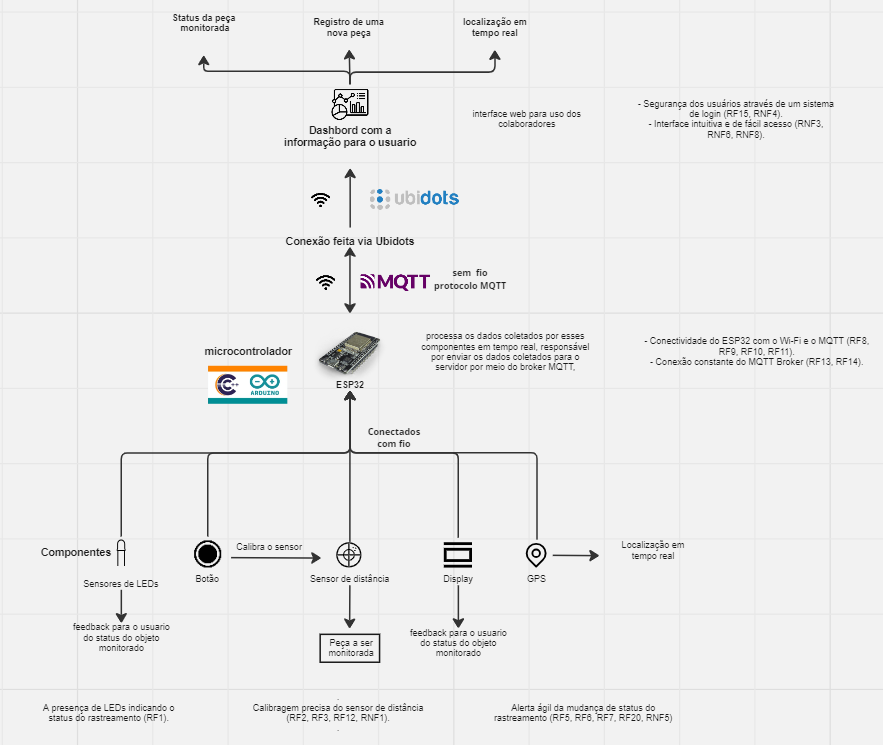 Status da peça
monitorada
Registro de uma
nova peça
localização em
tempo real
Dashbord com a
informação para o usuario
interface web para uso dos
colaboradores
- Segurança dos usuários através de um sistema
de login (RF15, RNF4).
- Interface intuitiva e de fácil acesso (RNF3,
RNF6, RNF8).
ubidots
Conexão feita via Ubidots
MQTT
sem fio
protocolo MQTT
microcontrolador
C++
ARDUINO
ESP32
processa os dados coletados por esses
componentes em tempo real, responsável
por enviar os dados coletados para o
servidor por meio do broker MQTT,
- Conectividade do ESP32 com o Wi-Fi e o MQTT (RF8,
RF9, RF10, RF11).
- Conexão constante do MQTT Broker (RF13, RF14).
Conectados
com fio
Componentes
Sensores de LEDs
Botão
Calibra o sensor
Sensor de distância
Display
GPS
Localização em
tempo real
feedback para o usuario
do status do objeto
monitorado
Peça a ser
monitorada
feedback para o usuario
do status do objeto
monitorado
A presença de LEDs indicando o
status do rastreamento (RF1).
Calibragem precisa do sensor de distância
(RF2, RF3, RF12, RNF1).
Alerta ágil da mudança de status do
rastreamento (RF5, RF6, RF7, RF20, RNF5)